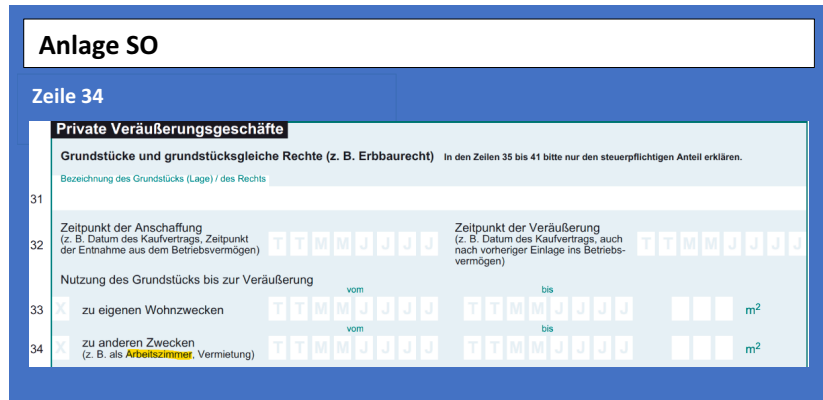 Anlage SO
Zeile 34
Private Veräußerungsgeschäfte
Grundstücke und grundstücksgleiche Rechte (z. B. Erbbaurecht) In den Zeilen 35 bis 41 bitte nur den steuerpflichtigen Anteil erklären.
Bezeichnung des Grundstücks (Lage) / des Rechts
31
Zeitpunkt der Anschaffung
(z. B. Datum des Kaufvertrags, Zeitpunkt
der Entnahme aus dem Betriebsvermögen)
32 T T M M J J J J
Zeitpunkt der Veräußerung
(z. B. Datum des Kaufvertrags, auch
nach vorheriger Einlage ins Betriebs-
vermögen)
T T M M J J J J
Nutzung des Grundstücks bis zur Veräußerung
vom bis
33 X zu eigenen Wohnzwecken T T M M J J J J T T M M J J J J m²
vom bis
34 X zu anderen Zwecken T T M M J J J J T T M M J J J J m²
(z. B. als Arbeitszimmer, Vermietung)